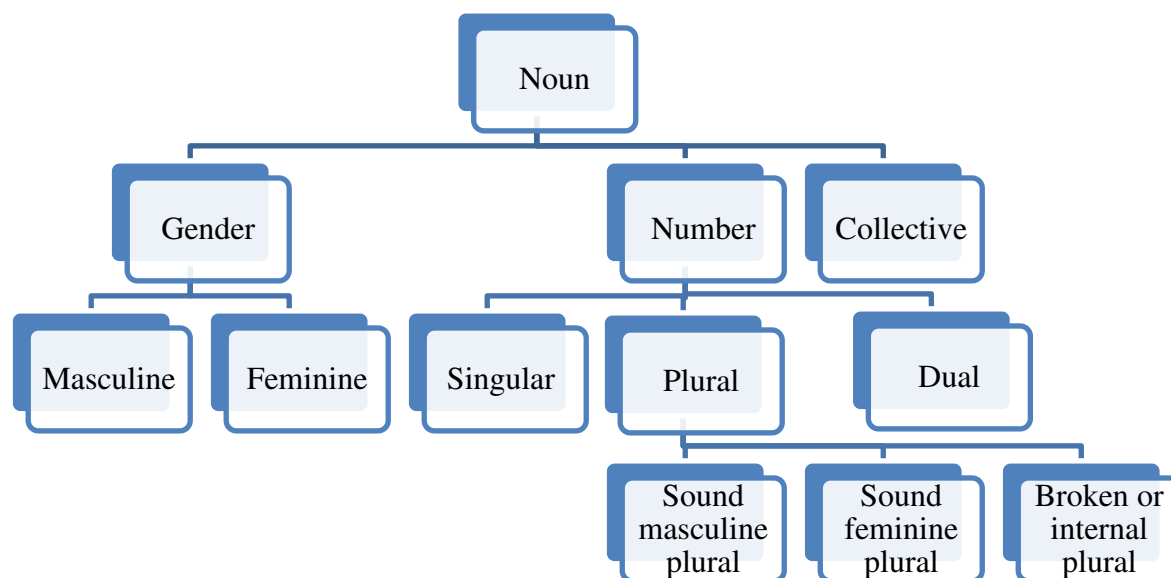 Noun
Gender
Number
Collective
Masculine
Feminine
Singular
Plural
Dual
Sound
masculine
plural
Sound
feminine
plural
Broken or
internal
plural